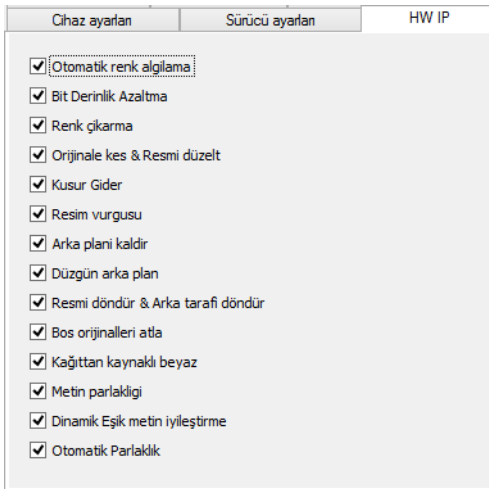 Cihaz ayarları Sürücü ayarları HW IP
Otomatik renk algilama
Bit Derinlik Azaltma
Renk çikarma
Orijinale kes & Resmi düzelt
Kusur Gider
Resim vurgusu
Arka plani kaldir
Düzgün arka plan
Resmi döndür & Arka tarafi döndür
Bos orijinalleri atla
Kağıttan kaynaklı beyaz
Metin parlakligi
Dinamik Eşik metin iyileştirme
Otomatik Parlaklık